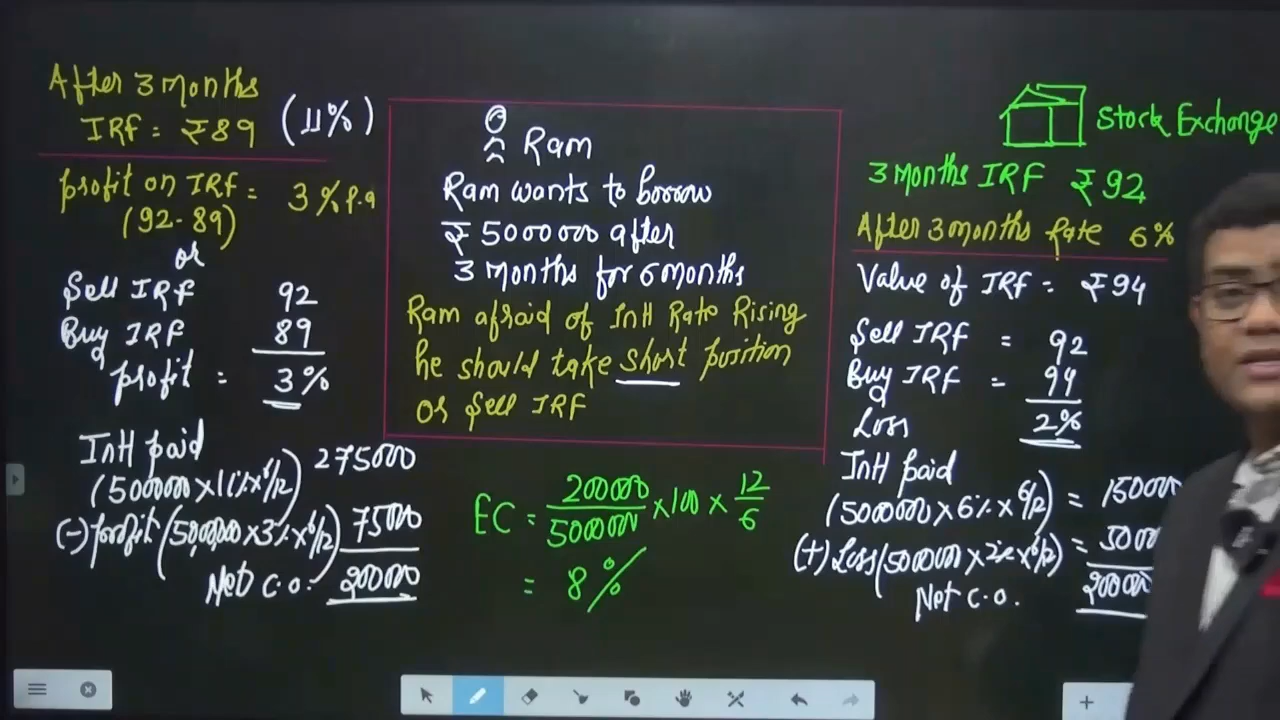 After 3 Months
IRF = ₹89 (11%)
Profit on IRF = 3% P.a
(92-89)
or
Sell IRF 92
Buy IRF 89
Profit = 3%
Int paid
(5000000×11%×6/12) 275000
(-) Profit (5000000×3%×6/12) 75000
Net C.O. 200000
Ram
Ram wants to borrow
₹ 5000000 after
3 Months for 6 months
Ram afraid of Int Rate Rising
he should take short position
or Sell IRF
EC = 200000/5000000 × 100 × 12/6
= 8%
Stock Exchange
3 Months IRF ₹92
After 3 months Rate 6%
Value of IRF = ₹94
Sell IRF = 92
Buy IRF = 94
Loss 2%
Int paid
(5000000×6%×6/12) = 150000
(+) Loss (5000000×2%×6/12) =
Net C.O.